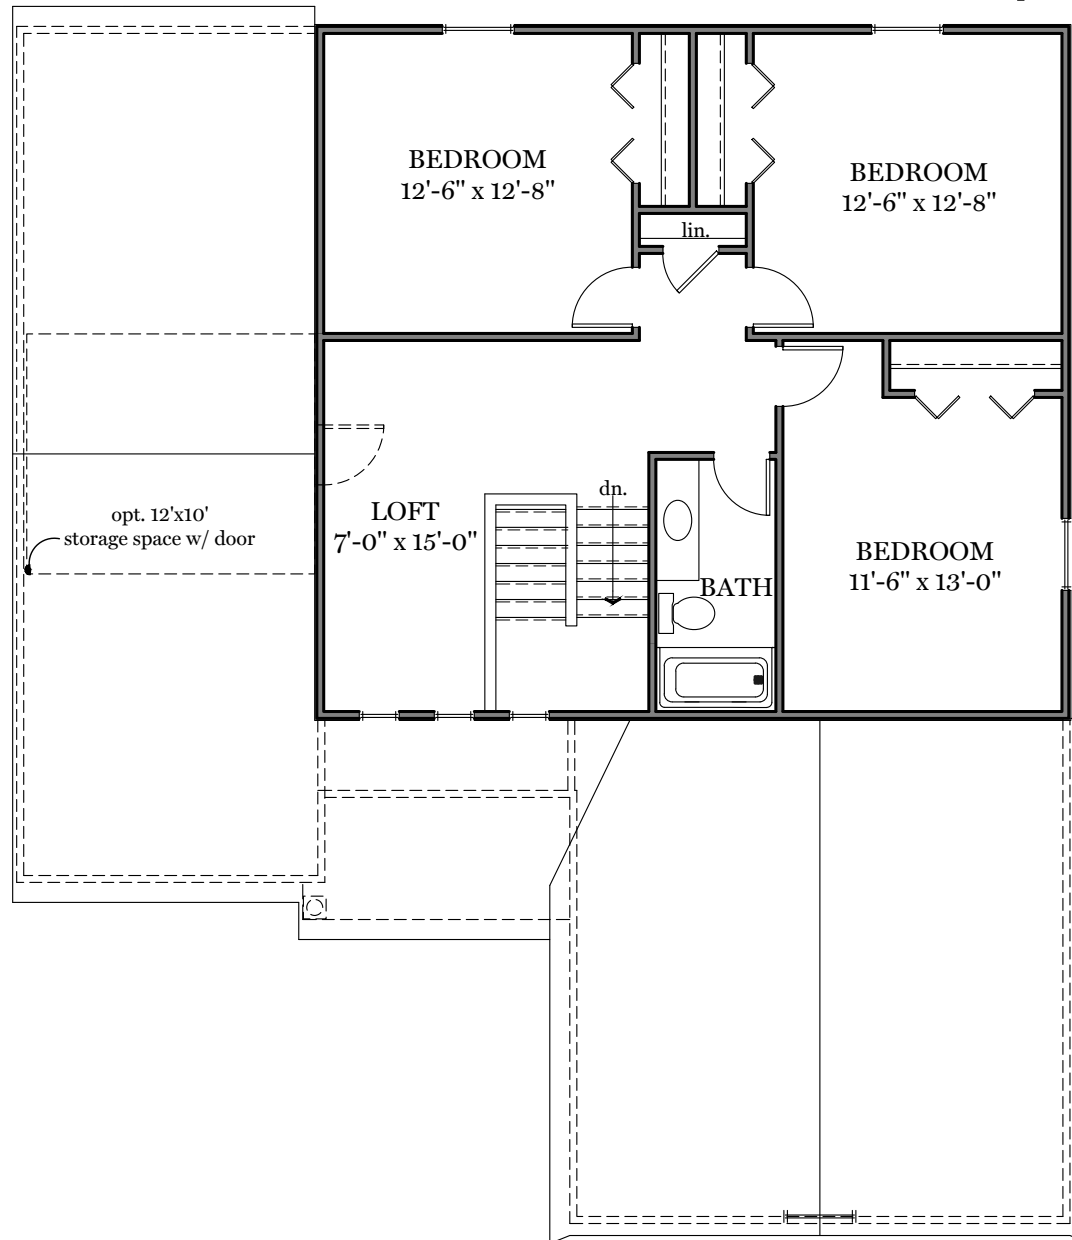 BEDROOM
12'-6" x 12'-8"
BEDROOM
12'-6" x 12'-8"
lin.
opt. 12'x10'
storage space w/ door
LOFT
7'-0" x 15'-0"
dn.
BATH
BEDROOM
11'-6" x 13'-0"